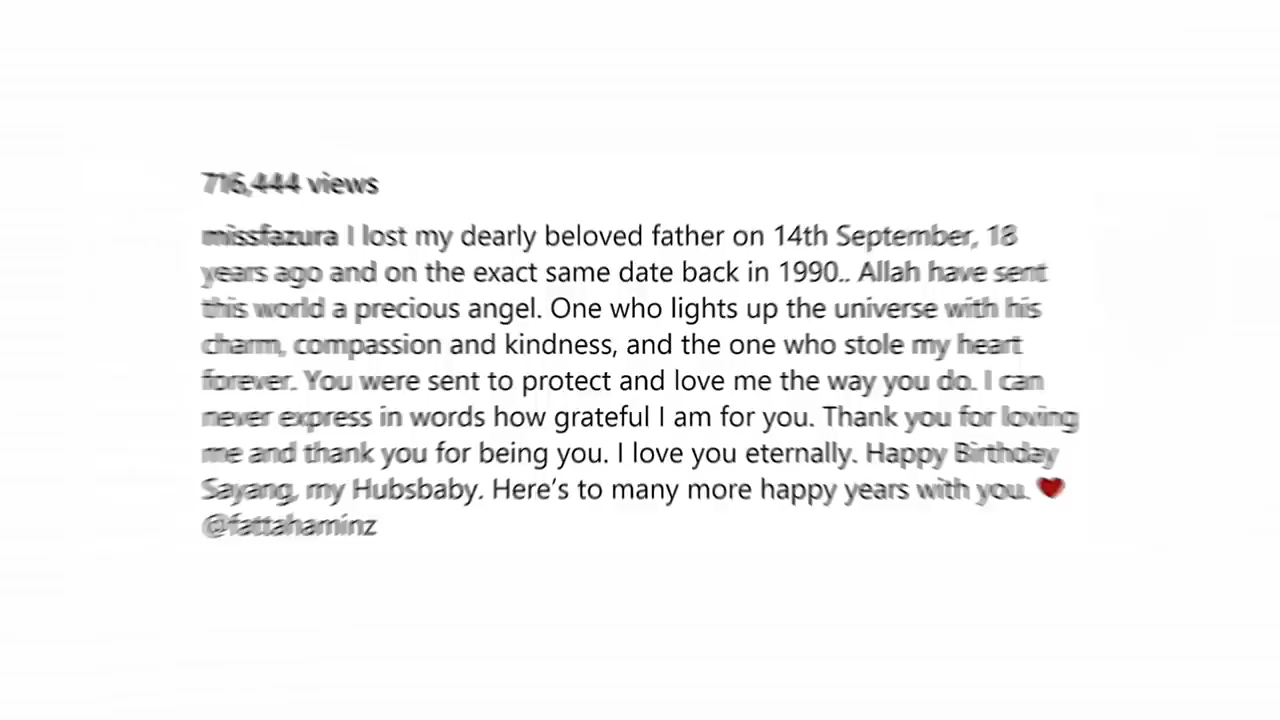 716,444 views
missfazura I lost my dearly beloved father on 14th September, 18
years ago and on the exact same date back in 1990.. Allah have sent
this world a precious angel. One who lights up the universe with his
charm, compassion and kindness, and the one who stole my heart
forever. You were sent to protect and love me the way you do. I can
never express in words how grateful I am for you. Thank you for loving
me and thank you for being you. I love you eternally. Happy Birthday
Sayang, my Hubsbaby. Here’s to many more happy years with you. ❤
@fattahaminz